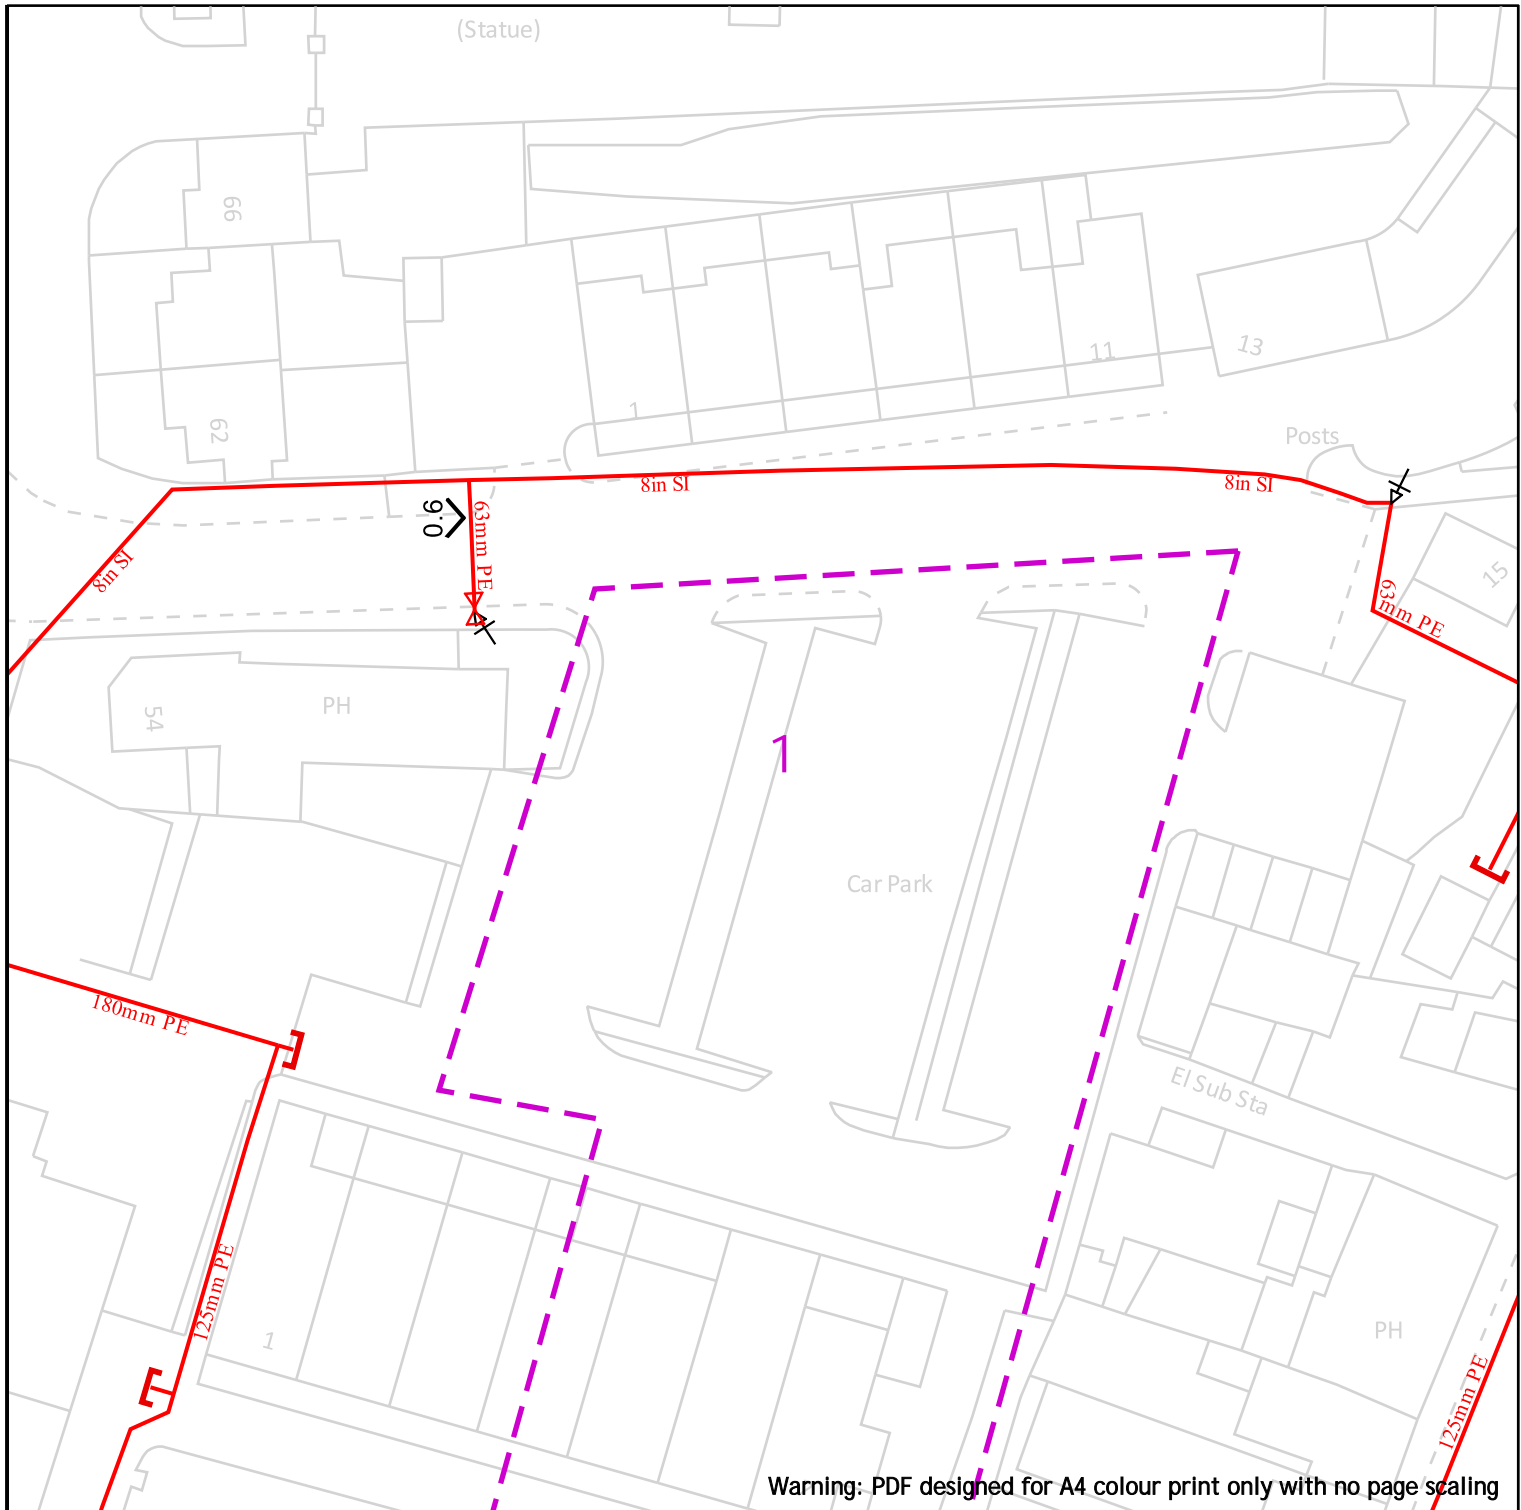 (Statue)
66
62
1
11
13
Posts
8in SI
8in SI
8in SI
0.6
63mm PE
63
mm PE
15
54
PH
1
Car Park
180mm PE
El Sub Sta
125mm PE
1
PH
125mm PE
Warning: PDF designed for A4 colour print only with no page scaling